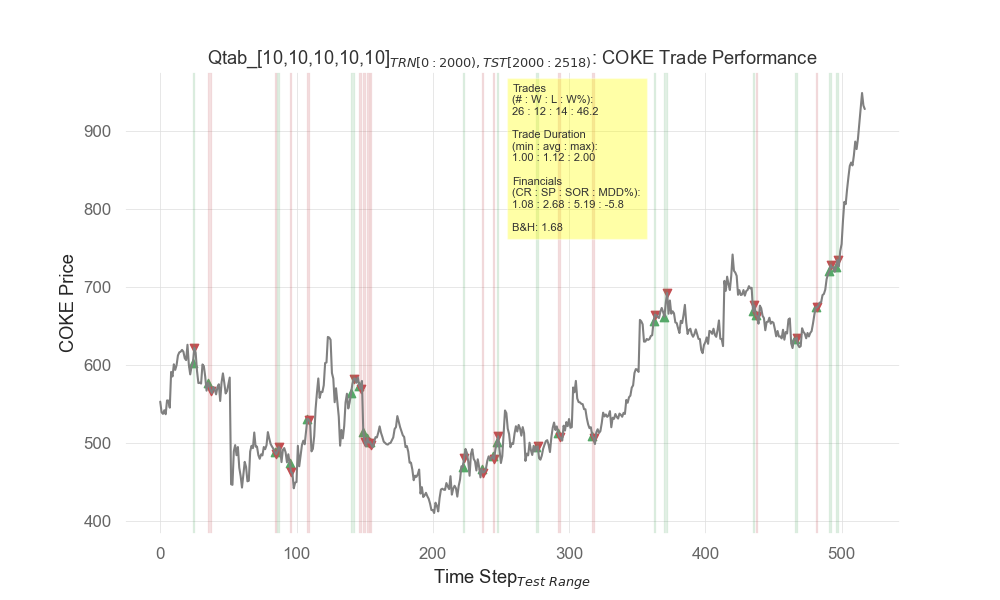 Qtab_[10,10,10,10,10]TRN[0 : 2000), TST[2000 : 2518): COKE Trade Performance
Trades
(# : W : L : W%):
26 : 12 : 14 : 46.2
Trade Duration
(min : avg : max):
1.00 : 1.12 : 2.00
Financials
(CR : SP : SOR : MDD%):
1.08 : 2.68 : 5.19 : -5.8
B&H: 1.68
COKE Price
900
800
700
600
500
400
0 100 200 300 400 500
Time StepTest Range